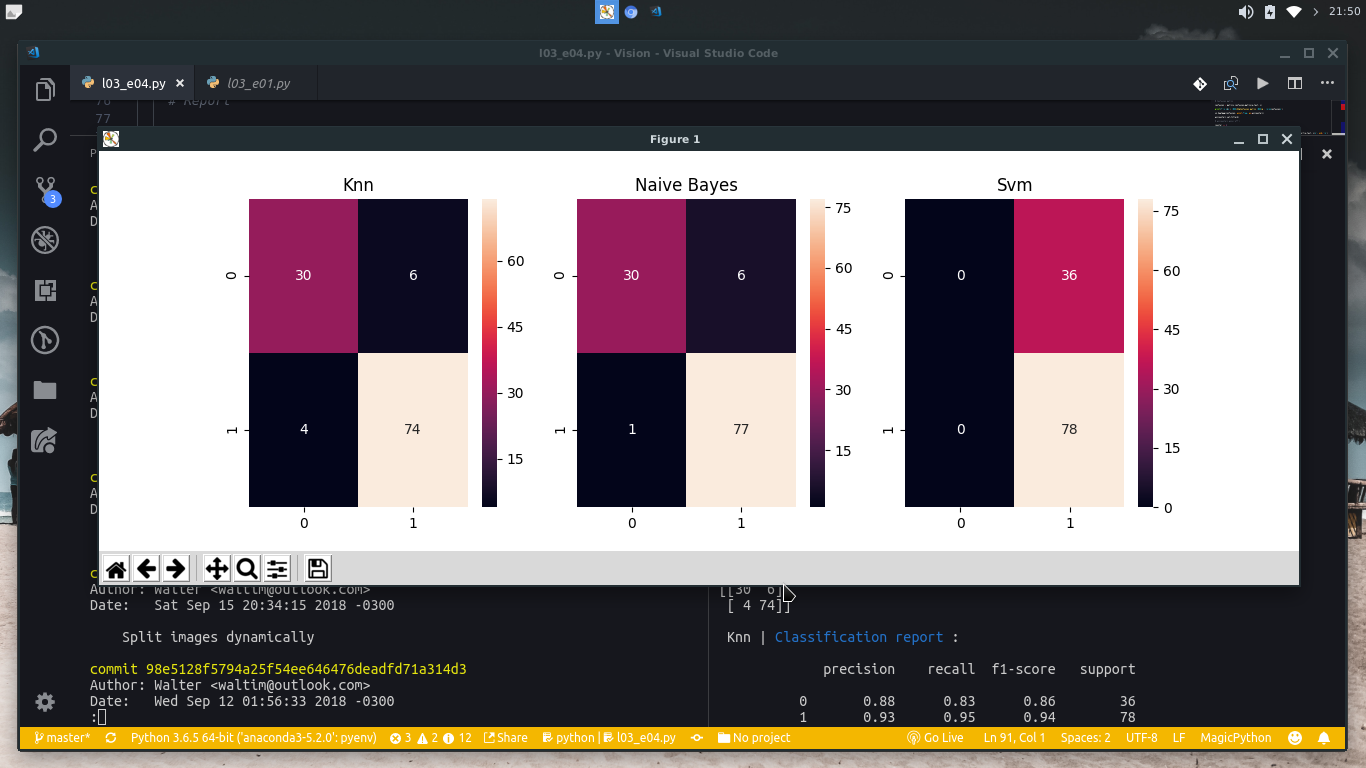 21:50
l03_e04.py - Vision - Visual Studio Code
l03_e04.py
l03_e01.py
76 # Report
77
Figure 1
Knn
Naive Bayes
Svm
0 30 6
1 4 74
0 1
60
45
30
15
0 30 6
1 1 77
0 1
75
60
45
30
15
0 0 36
1 0 78
0 1
75
60
45
30
15
0
3
Author: Walter <waltim@outlook.com>
Date: Sat Sep 15 20:34:15 2018 -0300
Split images dynamically
commit 98e5128f5794a25f54ee646476deadfd71a314d3
Author: Walter <waltim@outlook.com>
Date: Wed Sep 12 01:56:33 2018 -0300
:
[[30 6]
[ 4 74]]
Knn | Classification report :
precision recall f1-score support
0 0.88 0.83 0.86 36
1 0.93 0.95 0.94 78
master* Python 3.6.5 64-bit ('anaconda3-5.2.0': pyenv) 3 2 12 Share python | l03_e04.py No project Go Live Ln 91, Col 1 Spaces: 2 UTF-8 LF MagicPython